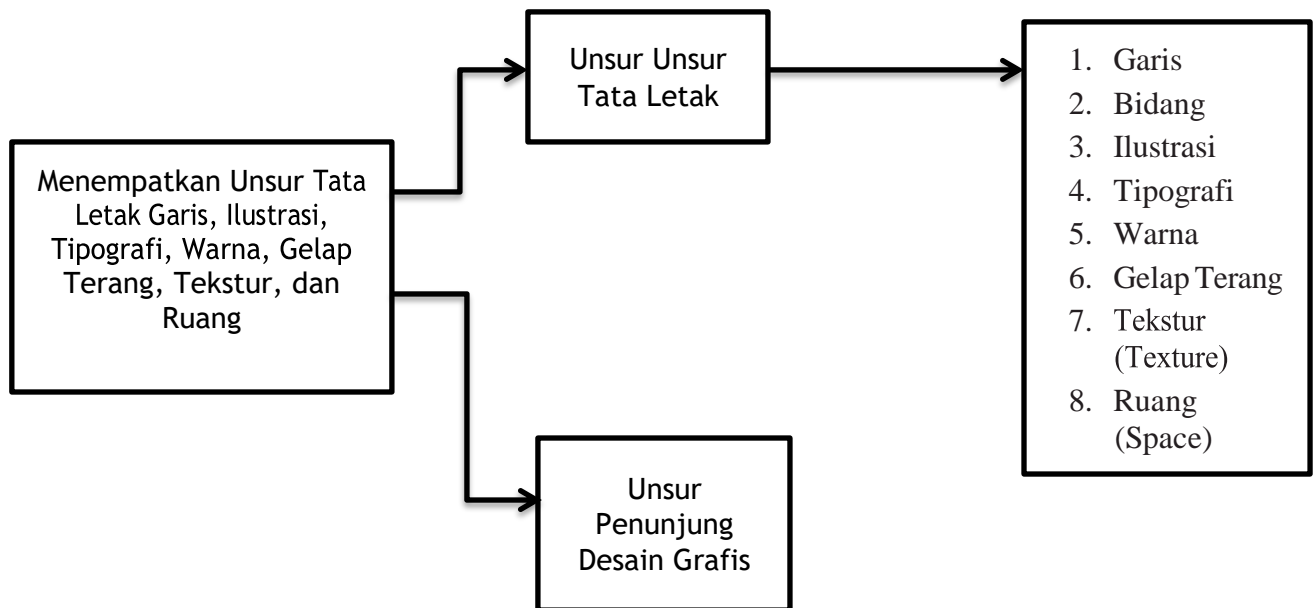 Menempatkan Unsur Tata
Letak Garis, Ilustrasi,
Tipografi, Warna, Gelap
Terang, Tekstur, dan
Ruang
Unsur Unsur
Tata Letak
1. Garis
2. Bidang
3. Ilustrasi
4. Tipografi
5. Warna
6. Gelap Terang
7. Tekstur
(Texture)
8. Ruang
(Space)
Unsur
Penunjung
Desain Grafis